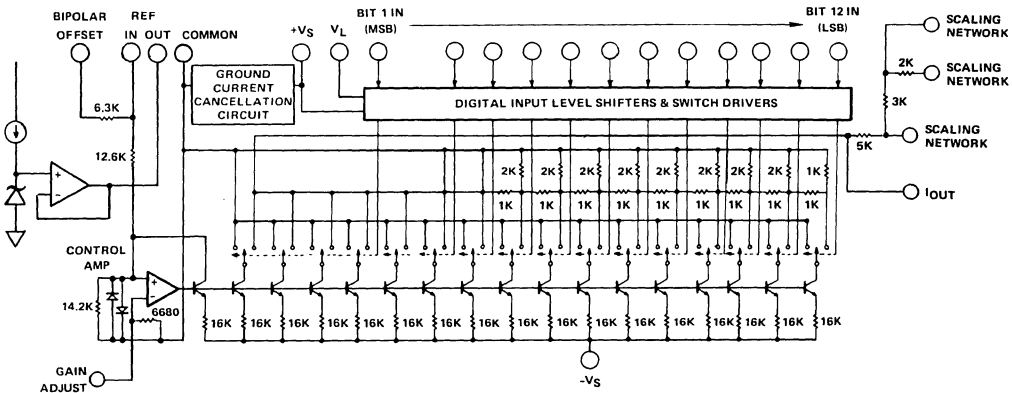 BIPOLAR OFFSET
REF IN OUT
COMMON
+VS
VL
BIT 1 IN (MSB)
BIT 12 IN (LSB)
SCALING NETWORK
2K
SCALING NETWORK
3K
GROUND CURRENT CANCELLATION CIRCUIT
DIGITAL INPUT LEVEL SHIFTERS & SWITCH DRIVERS
6.3K
5K
SCALING NETWORK
12.6K
2K 2K 2K 2K 2K 2K 2K 1K
IOUT
+
−
1K 1K 1K 1K 1K 1K 1K 1K
CONTROL AMP
+
−
14.2K
6680
16K 16K 16K 16K 16K 16K 16K 16K 16K 16K 16K 16K 16K 16K 16K 16K
GAIN ADJUST
-VS